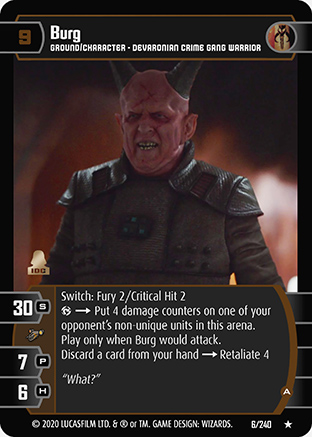 9
Burg
GROUND/CHARACTER • DEVARONIAN CRIME GANG WARRIOR
100
30 S
7 P
6 H
Switch: Fury 2/Critical Hit 2
Put 4 damage counters on one of your
opponent's non-unique units in this arena.
Play only when Burg would attack.
Discard a card from your hand → Retaliate 4
"What?"
A
© 2020 LUCASFILM LTD. & ® or TM. GAME DESIGN: WIZARDS.
6/240